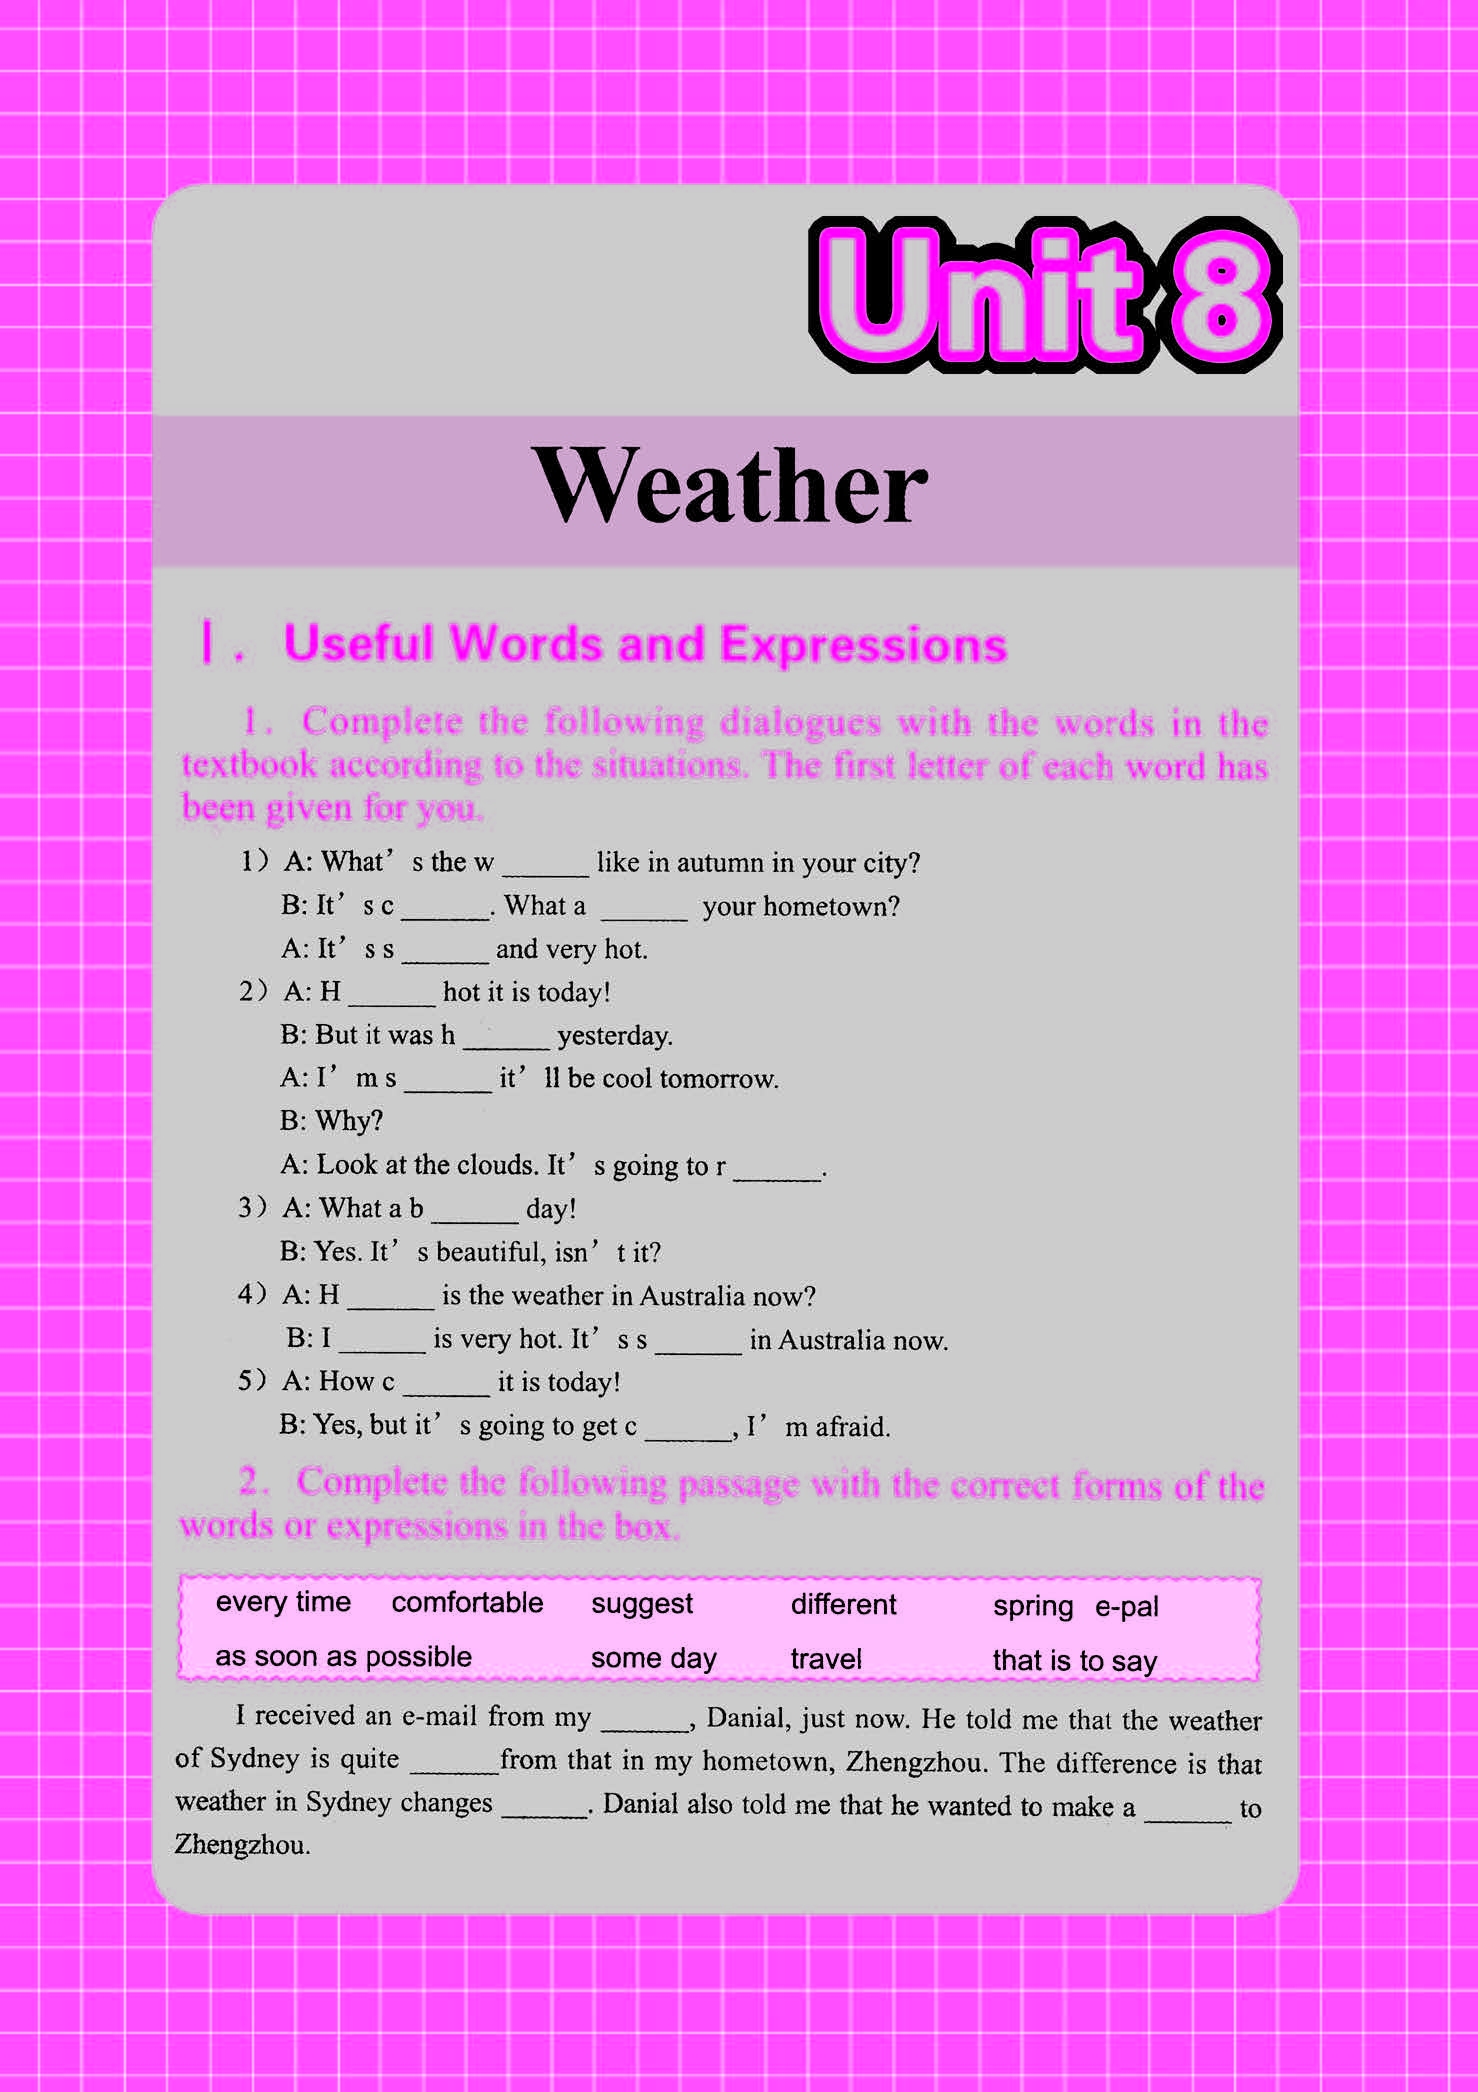 Unit 8
Weather
Ⅰ. Useful Words and Expressions
1. Complete the following dialogues with the words in the
textbook according to the situations. The first letter of each word has
been given for you.
1) A: What's the w ______ like in autumn in your city?
B: It's c ______. What a ______ your hometown?
A: It's s ______ and very hot.
2) A: H ______ hot it is today!
B: But it was h ______ yesterday.
A: I'm s ______ it'll be cool tomorrow.
B: Why?
A: Look at the clouds. It's going to r ______.
3) A: What a b ______ day!
B: Yes. It's beautiful, isn't it?
4) A: H ______ is the weather in Australia now?
B: I ______ is very hot. It's s ______ in Australia now.
5) A: How c ______ it is today!
B: Yes, but it's going to get c ______, I'm afraid.
2. Complete the following passage with the correct forms of the
words or expressions in the box.
every time comfortable suggest different spring e-pal
as soon as possible some day travel that is to say
I received an e-mail from my ______, Danial, just now. He told me that the weather
of Sydney is quite ______from that in my hometown, Zhengzhou. The difference is that
weather in Sydney changes ______. Danial also told me that he wanted to make a ______ to
Zhengzhou.